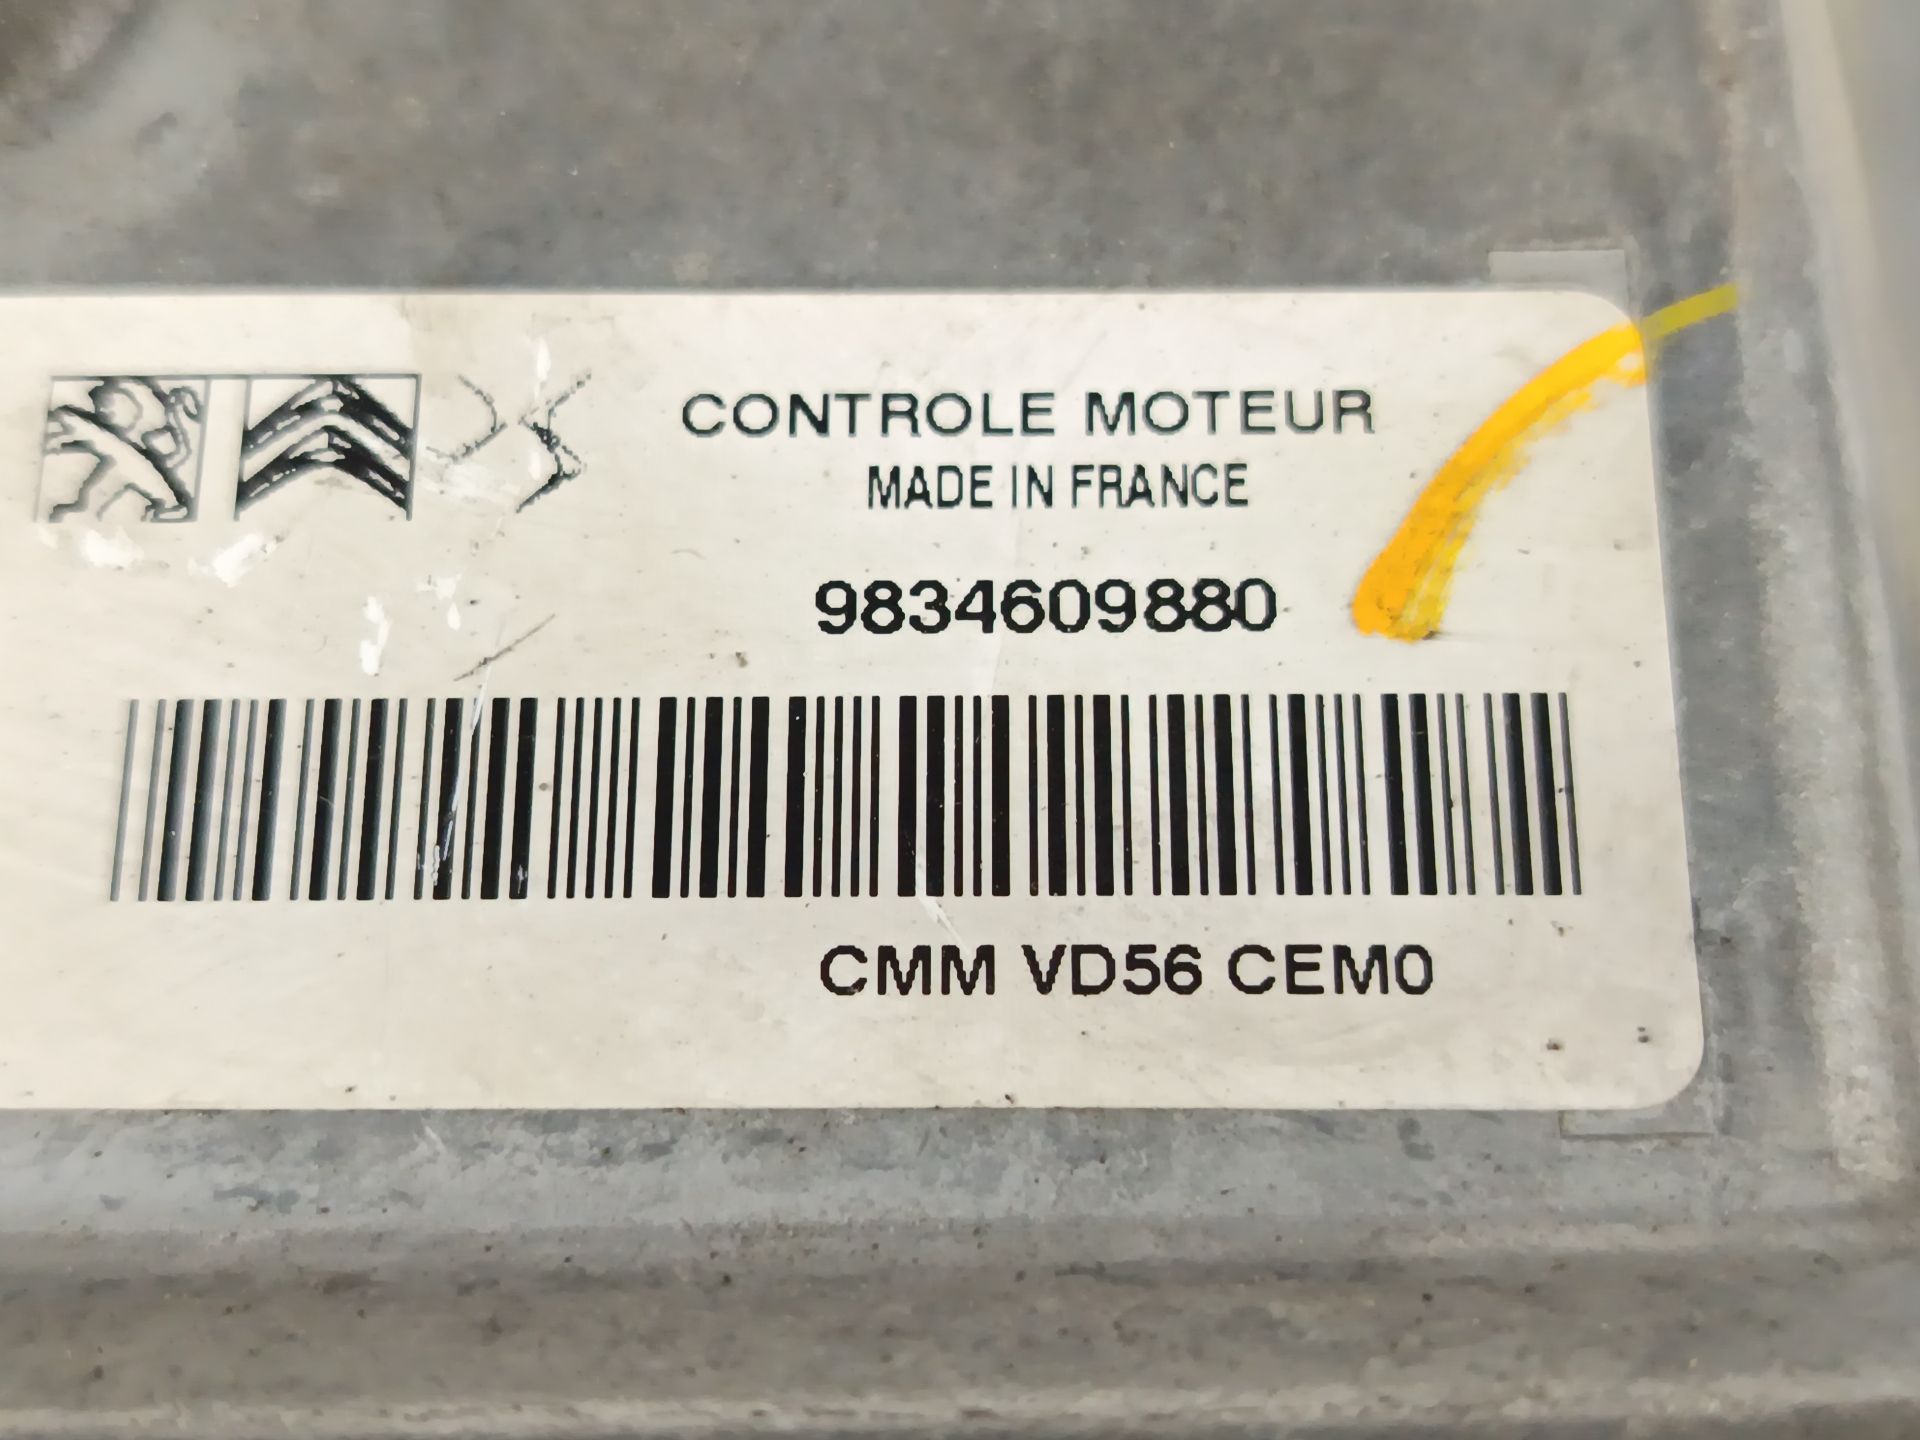 CONTROLE MOTEUR
MADE IN FRANCE
9834609880
CMM VD56 CEM0